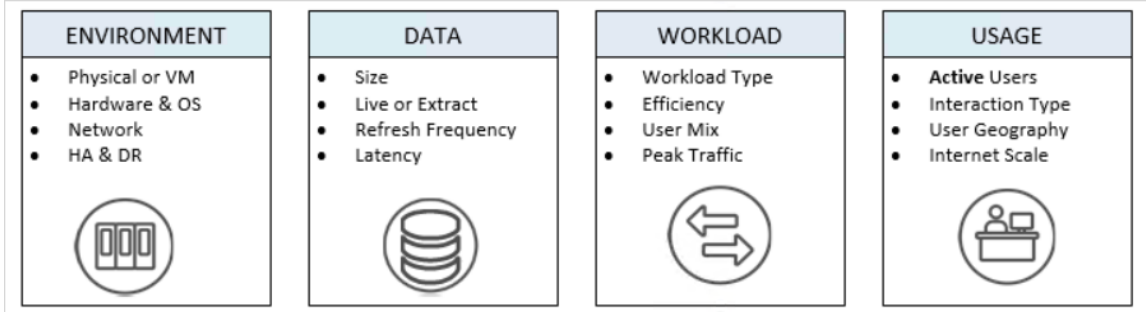 ENVIRONMENT
• Physical or VM
• Hardware & OS
• Network
• HA & DR
DATA
• Size
• Live or Extract
• Refresh Frequency
• Latency
WORKLOAD
• Workload Type
• Efficiency
• User Mix
• Peak Traffic
USAGE
• Active Users
• Interaction Type
• User Geography
• Internet Scale